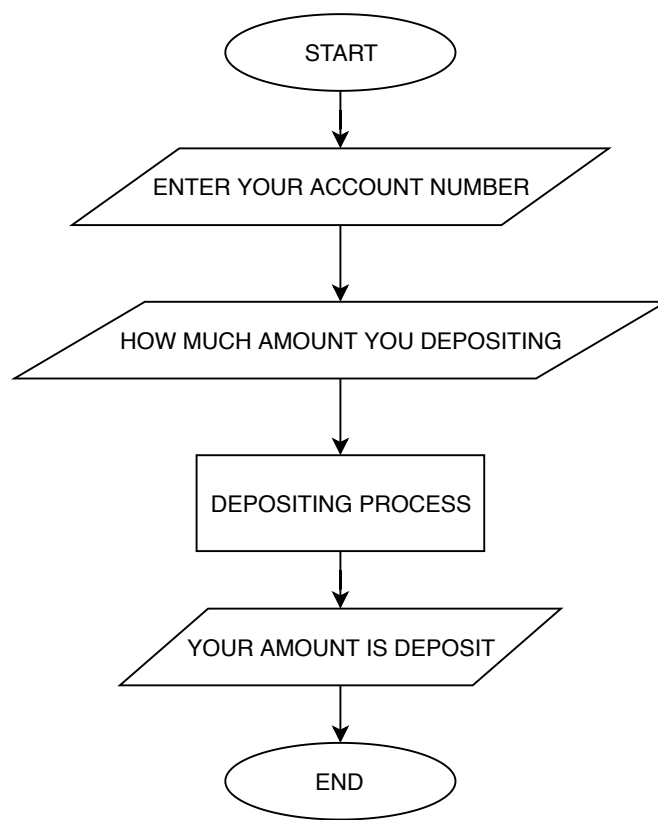 START
ENTER YOUR ACCOUNT NUMBER
HOW MUCH AMOUNT YOU DEPOSITING
DEPOSITING PROCESS
YOUR AMOUNT IS DEPOSIT
END